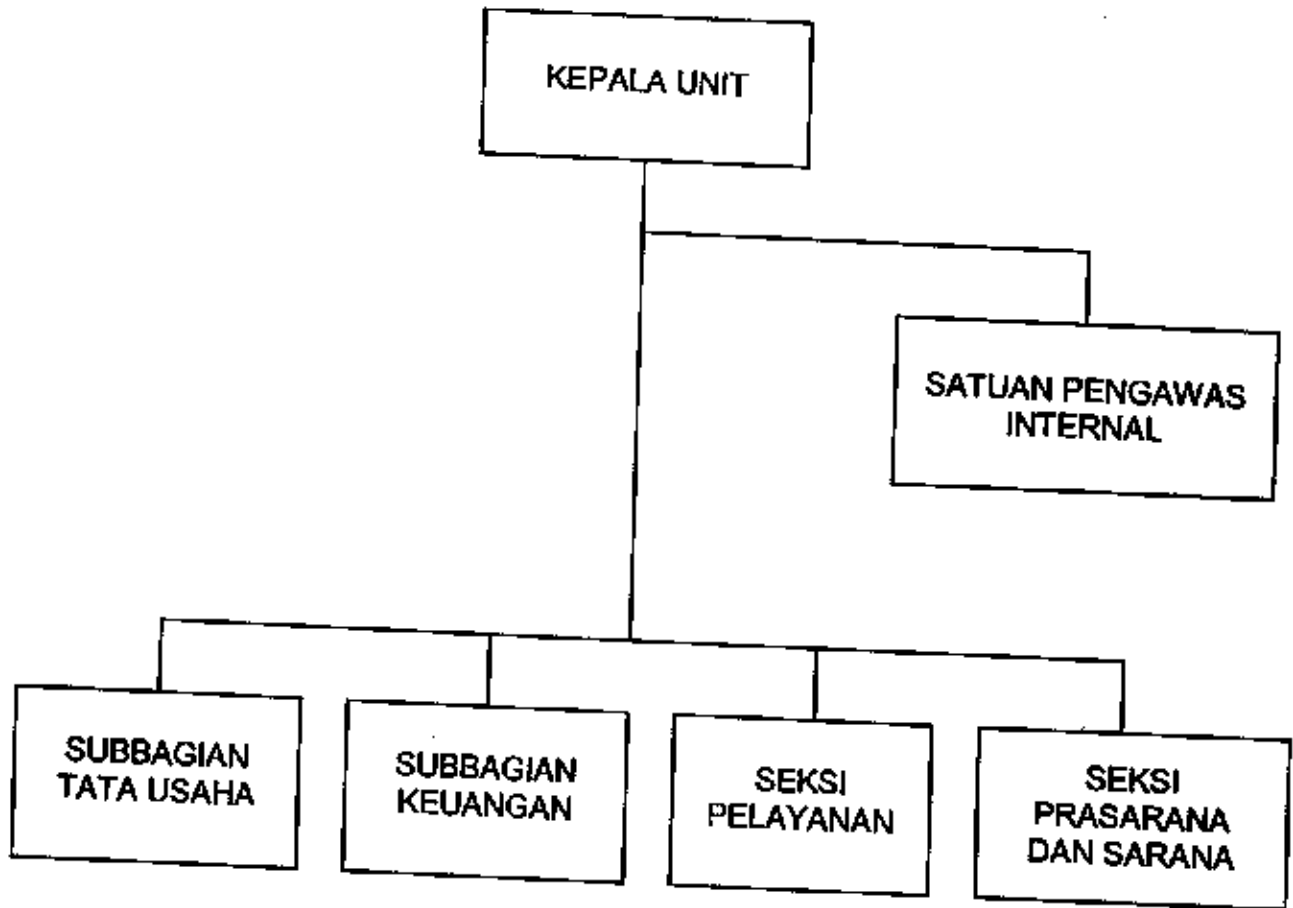 KEPALA UNIT
SATUAN PENGAWAS
INTERNAL
SUBBAGIAN
TATA USAHA
SUBBAGIAN
KEUANGAN
SEKSI
PELAYANAN
SEKSI
PRASARANA
DAN SARANA